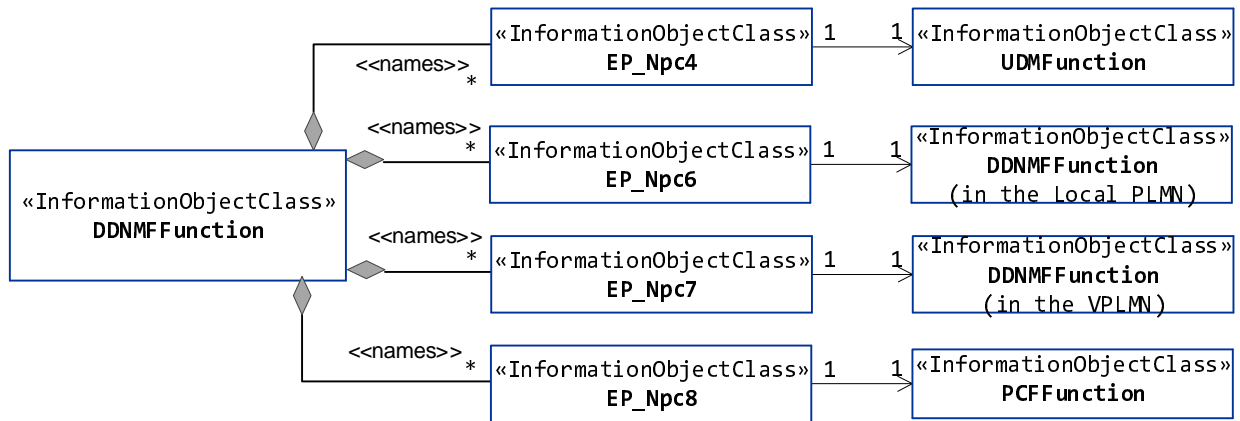 «InformationObjectClass»
DDNMFFunction
<<names>>
*
«InformationObjectClass»
EP_Npc4
1
1
«InformationObjectClass»
UDMFunction
<<names>>
*
«InformationObjectClass»
EP_Npc6
1
1
«InformationObjectClass»
DDNMFFunction
(in the Local PLMN)
<<names>>
*
«InformationObjectClass»
EP_Npc7
1
1
«InformationObjectClass»
DDNMFFunction
(in the VPLMN)
<<names>>
*
«InformationObjectClass»
EP_Npc8
1
1
«InformationObjectClass»
PCFFunction